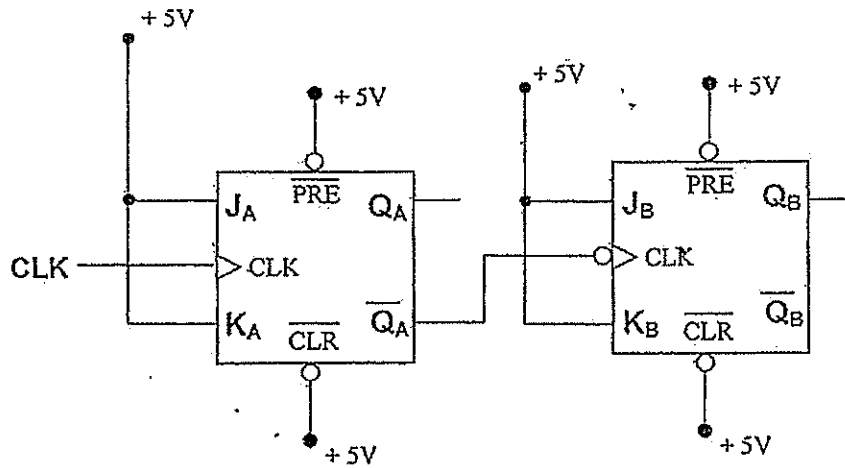 +5V
+5V
+5V
+5V
PRE
PRE
J_A
Q_A
J_B
Q_B
CLK
CLK
CLK
K_A
CLR
Q_A
K_B
CLR
Q_B
+5V
+5V